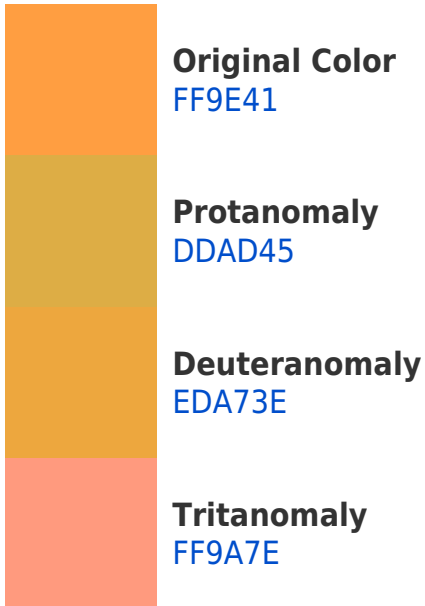 Original Color
FF9E41
Protanomaly
DDAD45
Deuteranomaly
EDA73E
Tritanomaly
FF9A7E